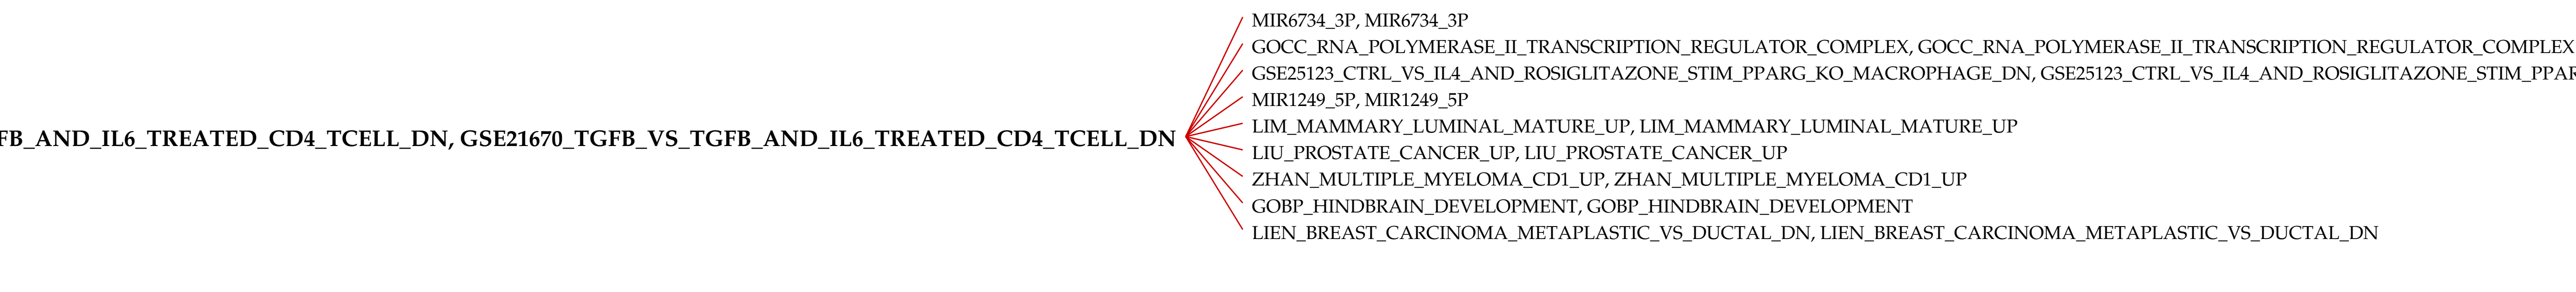 MIR6734_3P, MIR6734_3P
GOCC_RNA_POLYMERASE_II_TRANSCRIPTION_REGULATOR_COMPLEX, GOCC_RNA_POLYMERASE_II_TRANSCRIPTION_REGULATOR_COMPLEX
GSE25123_CTRL_VS_IL4_AND_ROSIGLITAZONE_STIM_PPARG_KO_MACROPHAGE_DN, GSE25123_CTRL_VS_IL4_AND_ROSIGLITAZONE_STIM_PPAR
MIR1249_5P, MIR1249_5P
LIM_MAMMARY_LUMINAL_MATURE_UP, LIM_MAMMARY_LUMINAL_MATURE_UP
FB_AND_IL6_TREATED_CD4_TCELL_DN, GSE21670_TGFB_VS_TGFB_AND_IL6_TREATED_CD4_TCELL_DN
LIU_PROSTATE_CANCER_UP, LIU_PROSTATE_CANCER_UP
ZHAN_MULTIPLE_MYELOMA_CD1_UP, ZHAN_MULTIPLE_MYELOMA_CD1_UP
GOBP_HINDBRAIN_DEVELOPMENT, GOBP_HINDBRAIN_DEVELOPMENT
LIEN_BREAST_CARCINOMA_METAPLASTIC_VS_DUCTAL_DN, LIEN_BREAST_CARCINOMA_METAPLASTIC_VS_DUCTAL_DN